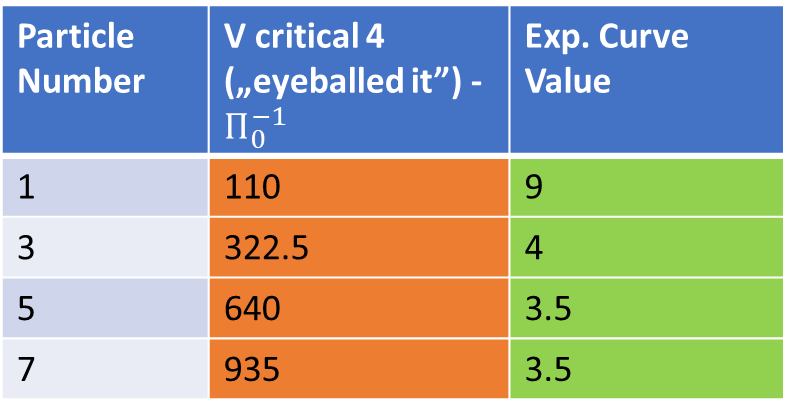 Particle Number
V critical 4 („eyeballed it”) - ∏₀⁻¹
Exp. Curve Value
1 110 9
3 322.5 4
5 640 3.5
7 935 3.5